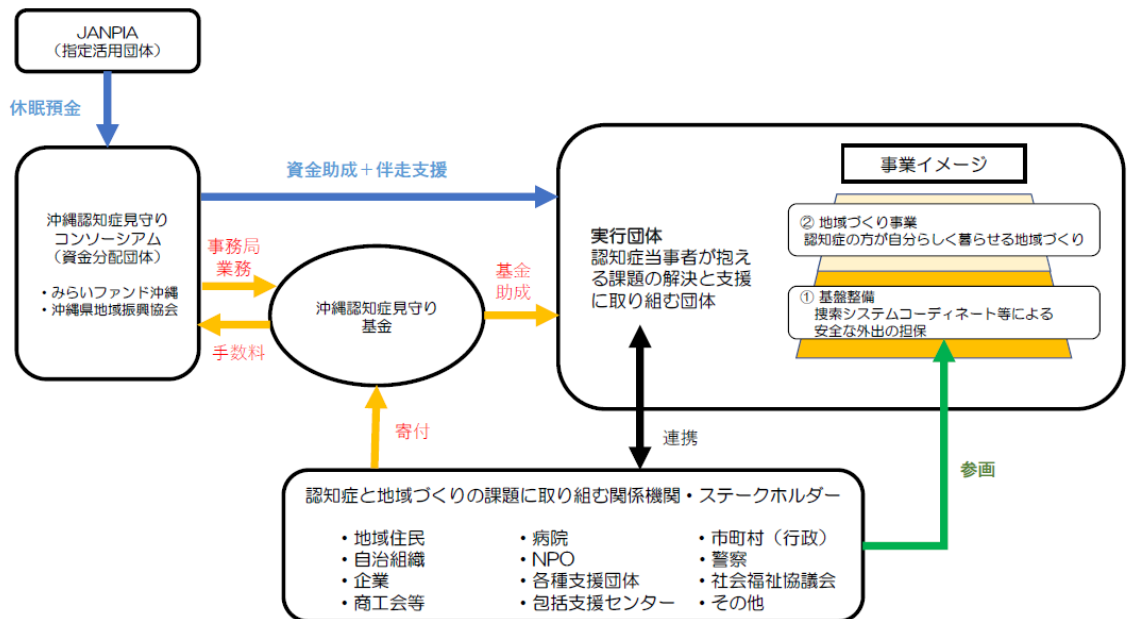 JANPIA
（指定活用団体）
休眠預金
沖縄認知症見守り
コンソーシアム
（資金分配団体）
・みらいファンド沖縄
・沖縄県地域振興協会
資金助成＋伴走支援
事務局
業務
手数料
沖縄認知症見守り
基金
基金
助成
寄付
実行団体
認知症当事者が抱え
る課題の解決と支援
に取り組む団体
事業イメージ
② 地域づくり事業
認知症の方が自分らしく暮らせる地域づくり
① 基盤整備
捜索システムコーディネート等による
安全な外出の担保
連携
参画
認知症と地域づくりの課題に取り組む関係機関・ステークホルダー
・地域住民
・自治組織
・企業
・商工会等
・病院
・NPO
・各種支援団体
・包括支援センター
・市町村（行政）
・警察
・社会福祉協議会
・その他